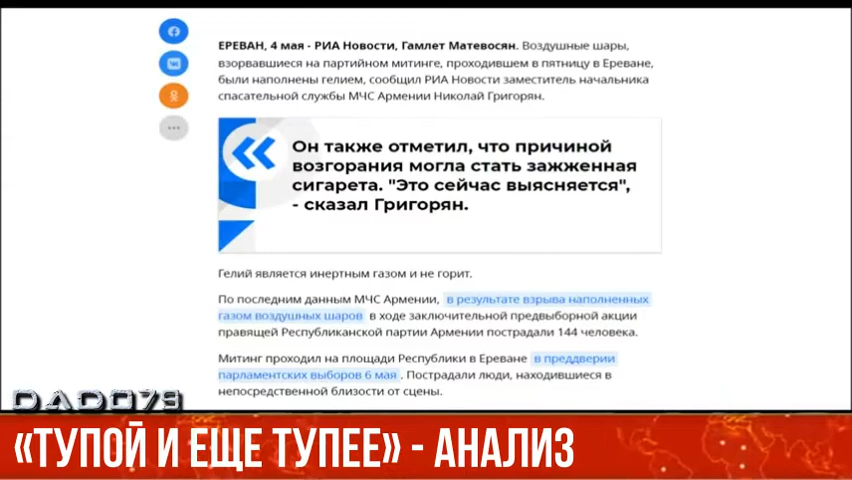 ЕРЕВАН, 4 мая - РИА Новости, Гамлет Матевосян. Воздушные шары,
взорвавшиеся на партийном митинге, проходившем в пятницу в Ереване,
были наполнены гелием, сообщил РИА Новости заместитель начальника
спасательной службы МЧС Армении Николай Григорян.
Он также отметил, что причиной
возгорания могла стать зажженная
сигарета. "Это сейчас выясняется",
- сказал Григорян.
Гелий является инертным газом и не горит.
По последним данным МЧС Армении, в результате взрыва наполненных
газом воздушных шаров в ходе заключительной предвыборной акции
правящей Республиканской партии Армении пострадали 144 человека.
Митинг проходил на площади Республики в Ереване в преддверии
парламентских выборов 6 мая. Пострадали люди, находившиеся в
непосредственной близости от сцены.
DADO73
«ТУПОЙ И ЕЩЕ ТУПЕЕ» - АНАЛИЗ